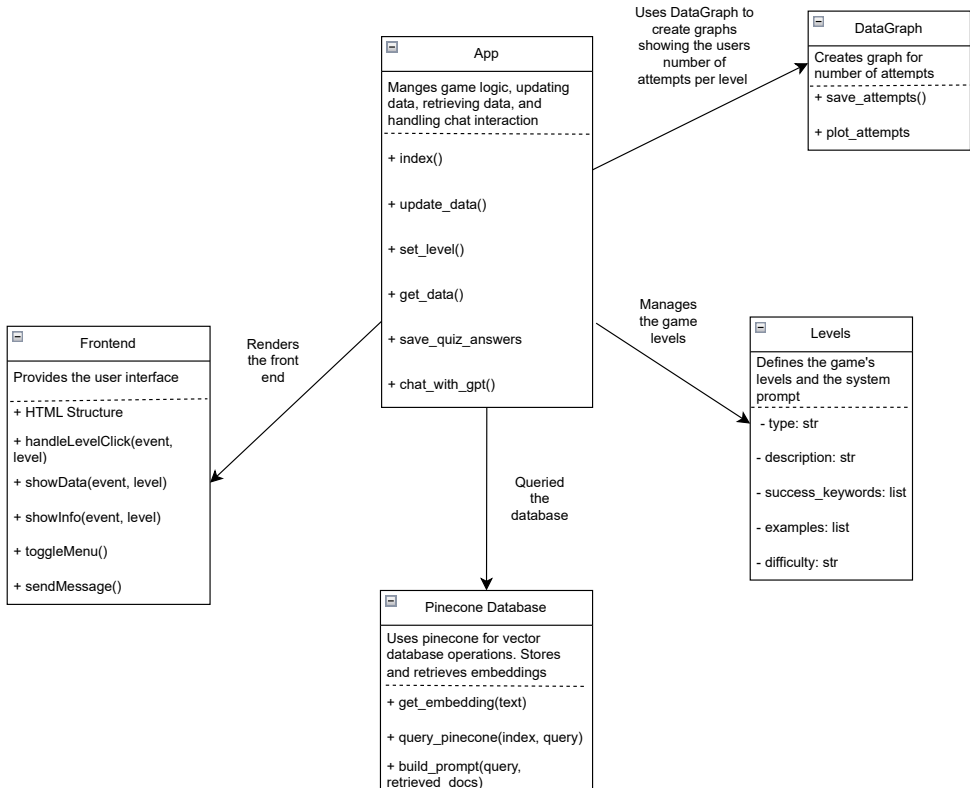 Uses DataGraph to
create graphs
showing the users
number of
attempts per level
DataGraph
Creates graph for
number of attempts
+ save_attempts()
+ plot_attempts
App
Manges game logic, updating
data, retrieving data, and
handling chat interaction
+ index()
+ update_data()
+ set_level()
+ get_data()
+ save_quiz_answers
+ chat_with_gpt()
Manages
the game
levels
Levels
Defines the game's
levels and the system
prompt
- type: str
- description: str
- success_keywords: list
- examples: list
- difficulty: str
Renders
the front
end
Frontend
Provides the user interface
+ HTML Structure
+ handleLevelClick(event,
level)
+ showData(event, level)
+ showInfo(event, level)
+ toggleMenu()
+ sendMessage()
Queried
the
database
Pinecone Database
Uses pinecone for vector
database operations. Stores
and retrieves embeddings
+ get_embedding(text)
+ query_pinecone(index, query)
+ build_prompt(query,
retrieved_docs)